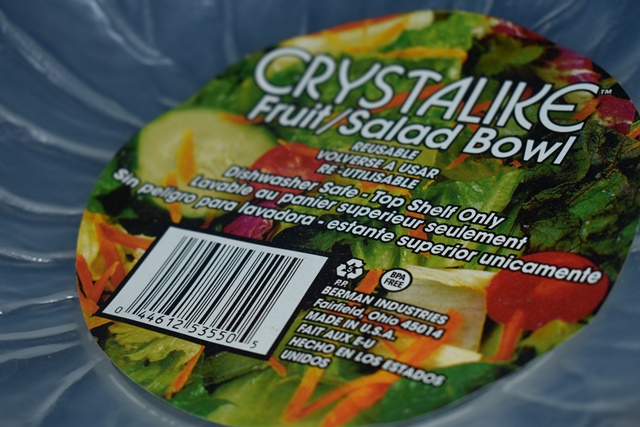 CRYSTALIKE™
Fruit/Salad Bowl
REUSABLE
VOLVERSE A USAR
RE-UTILISABLE
Dishwasher Safe - Top Shelf Only
Lavable au panier superieur seulement
Sin peligro para lavadora - estante superior unicamente
BPA
FREE
P.P.
BERMAN INDUSTRIES
Fairfield, Ohio 45014
MADE IN U.S.A.
FAIT AUX E-U
HECHO EN LOS ESTADOS
UNIDOS
0 44612 53550 5